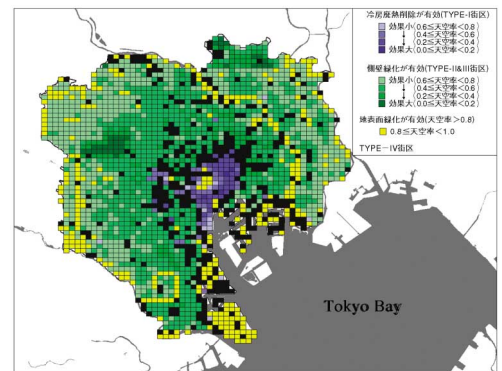 冷房廃熱削除が有効(TYPE-I街区)
効果小(0.6≦天空率<0.8)
↓(0.4≦天空率<0.6)
↓(0.2≦天空率<0.4)
効果大(0.0≦天空率<0.2)
側壁緑化が有効(TYPE-II&III街区)
効果小(0.6≦天空率<0.8)
↓(0.4≦天空率<0.6)
↓(0.2≦天空率<0.4)
効果大(0.0≦天空率<0.2)
地表面緑化が有効(天空率>0.8)
0.8≦天空率<1.0
TYPE-IV街区
Tokyo Bay